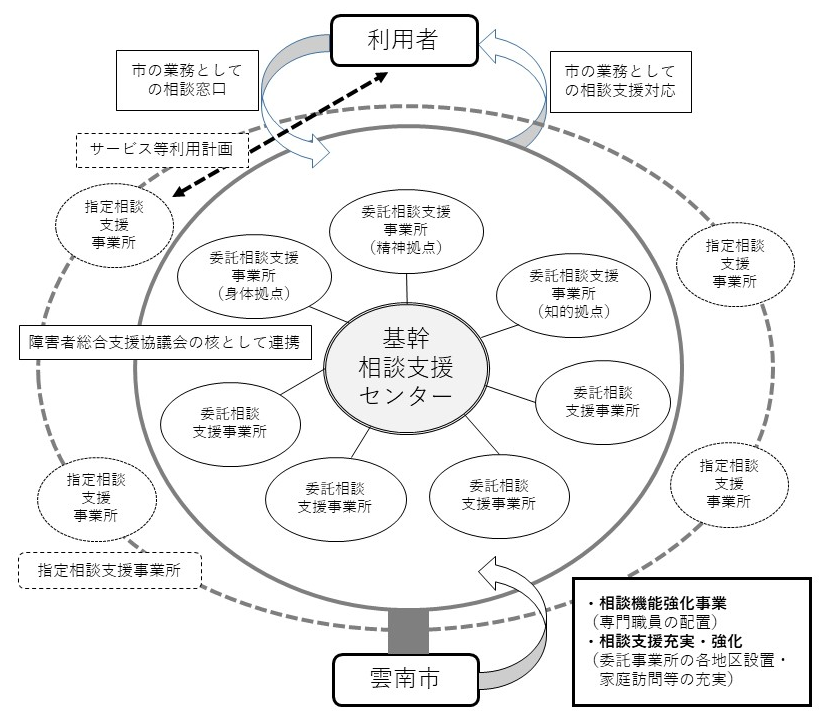 利用者
市の業務として
の相談窓口
市の業務として
の相談支援対応
サービス等利用計画
指定相談
支援
事業所
委託相談支援
事業所
（精神拠点）
委託相談支援
事業所
（身体拠点）
委託相談支援
事業所
（知的拠点）
指定相談
支援
事業所
障害者総合支援協議会の核として連携
基幹
相談支援
センター
委託相談
支援事業所
委託相談
支援事業所
委託相談
支援事業所
委託相談
支援事業所
指定相談
支援
事業所
指定相談
支援
事業所
指定相談支援事業所
・相談機能強化事業
（専門職員の配置）
・相談支援充実・強化
（委託事業所の各地区設置・
家庭訪問等の充実）
雲南市